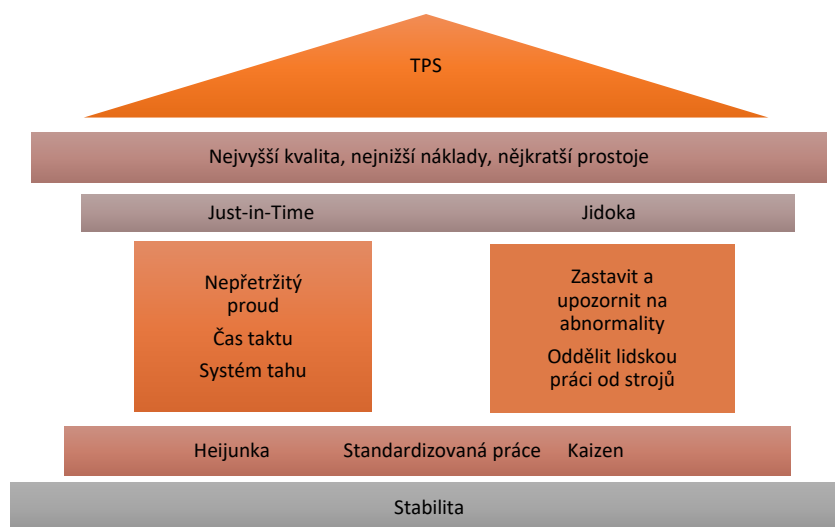 TPS
Nejvyšší kvalita, nejnižší náklady, nějkratší prostoje
Just-in-Time Jidoka
Nepřetržitý
proud
Čas taktu
Systém tahu
Zastavit a
upozornit na
abnormality
Oddělit lidskou
práci od strojů
Heijunka Standardizovaná práce Kaizen
Stabilita